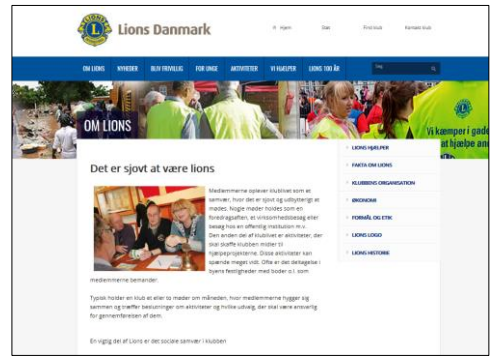 LIONS
Lions Danmark
Hjem
Støt
Find klub
Kontakt klub
OM LIONS
NYHEDER
BLIV FRIVILLIG
FOR UNGE
AKTIVITETER
VI HJÆLPER
LIONS 100 ÅR
Søg
OM LIONS
Vi kæmper i gade
at hjælpe an
Det er sjovt at være lions
Medlemmerne oplever klublivet som et
samvær, hvor det er sjovt og udbytterigt at
mødes. Nogle møder holdes som en
foredragsaften, et virksomhedsbesøg eller
besøg hos en offentlig institution m.v.
Den anden del af klublivet er aktiviteter, der
skal skaffe klubben midler til
hjælpeprojekterne. Disse aktiviteter kan
spænde meget vidt. Ofte er det deltagelse i
byens festligheder med boder o.l. som
medlemmerne bemander.
Typisk holder en klub et eller to møder om måneden, hvor medlemmerne hygger sig
sammen og træffer beslutninger om aktiviteter og hvilke udvalg, der skal være ansvarlig
for gennemførelsen af dem.
En vigtig del af Lions er det sociale samvær i klubben
LIONS HJÆLPER
FAKTA OM LIONS
KLUBBENS ORGANISATION
ØKONOMI
FORMÅL OG ETIK
LIONS LOGO
LIONS HISTORIE